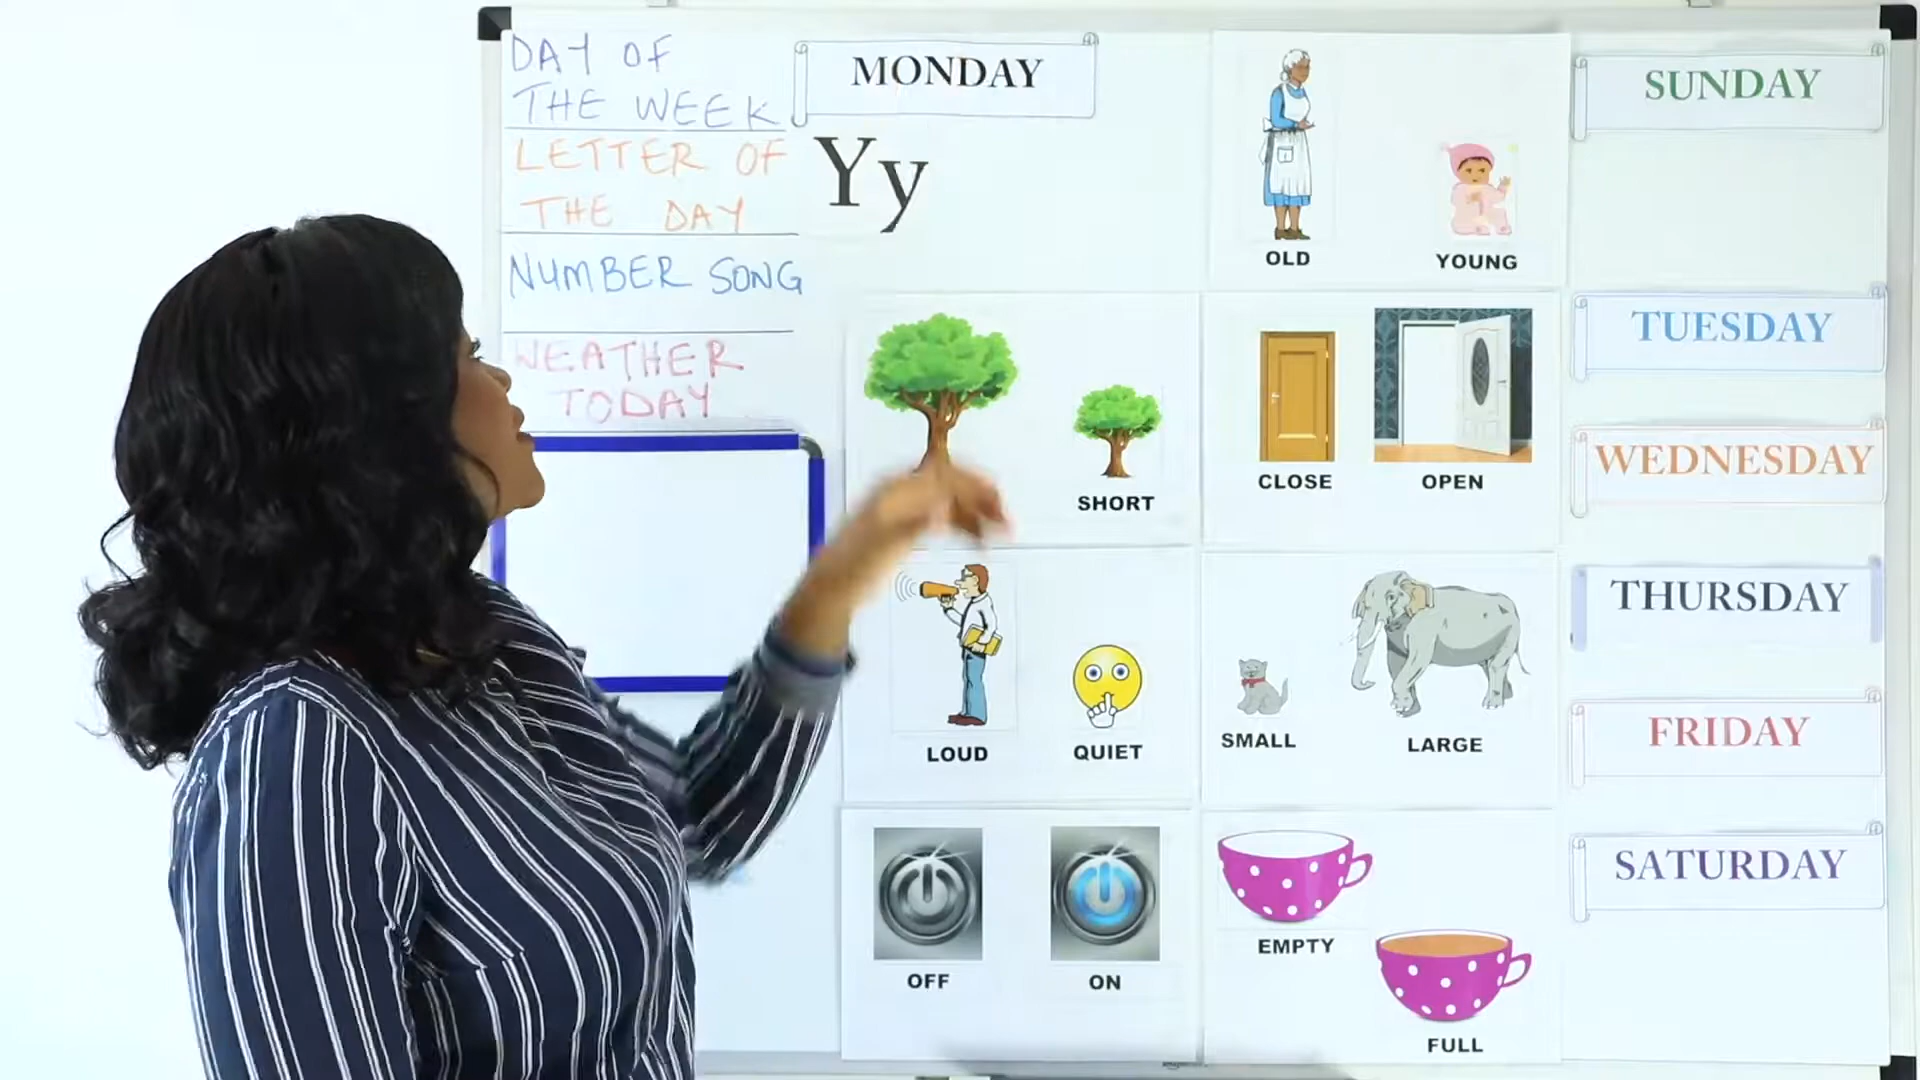 DAY OF
THE WEEK
MONDAY
LETTER OF
THE DAY
Yy
NUMBER SONG
WEATHER
TODAY
OLD
YOUNG
SHORT
CLOSE
OPEN
LOUD
QUIET
SMALL
LARGE
OFF
ON
EMPTY
FULL
SUNDAY
TUESDAY
WEDNESDAY
THURSDAY
FRIDAY
SATURDAY